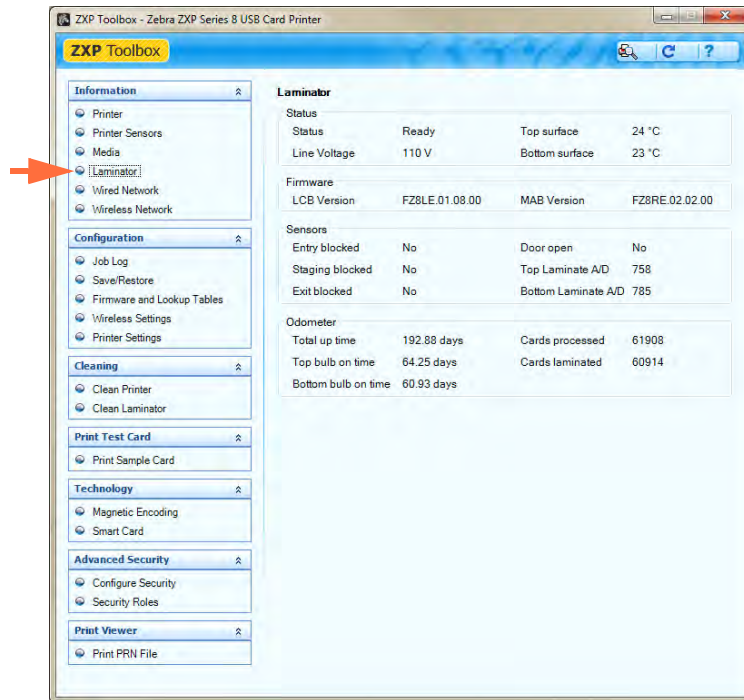 ZXP Toolbox - Zebra ZXP Series 8 USB Card Printer
ZXP Toolbox
?
Information
Printer
Printer Sensors
Media
Laminator
Wired Network
Wireless Network
Configuration
Job Log
Save/Restore
Firmware and Lookup Tables
Wireless Settings
Printer Settings
Cleaning
Clean Printer
Clean Laminator
Print Test Card
Print Sample Card
Technology
Magnetic Encoding
Smart Card
Advanced Security
Configure Security
Security Roles
Print Viewer
Print PRN File
Laminator
Status
Status Ready Top surface 24 °C
Line Voltage 110 V Bottom surface 23 °C
Firmware
LCB Version FZ8LE.01.08.00 MAB Version FZ8RE.02.02.00
Sensors
Entry blocked No Door open No
Staging blocked No Top Laminate A/D 758
Exit blocked No Bottom Laminate A/D 785
Odometer
Total up time 192.88 days Cards processed 61908
Top bulb on time 64.25 days Cards laminated 60914
Bottom bulb on time 60.93 days